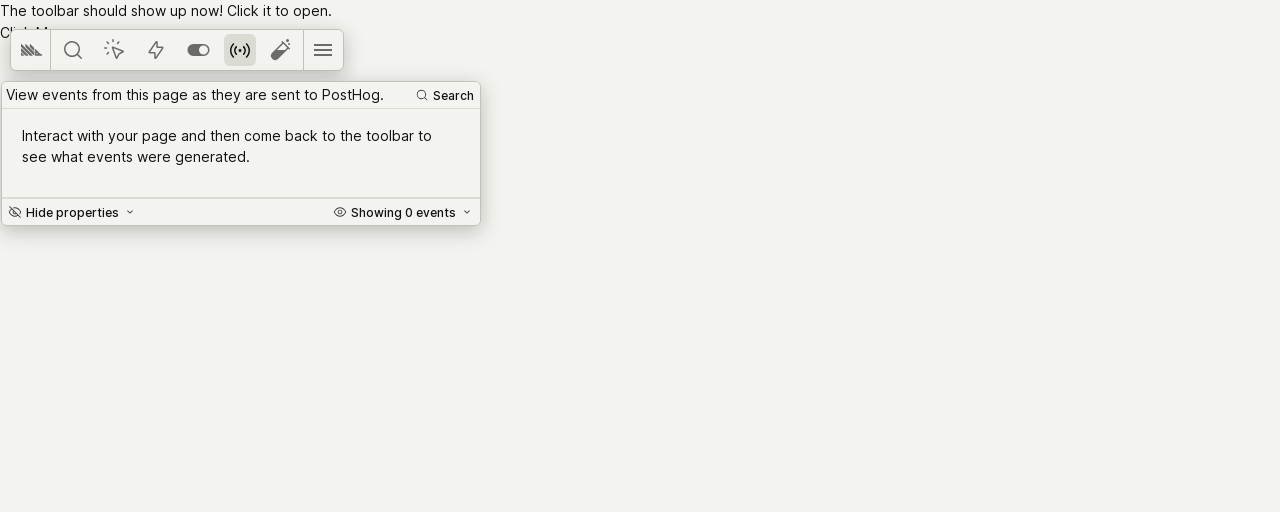 The toolbar should show up now! Click it to open.
View events from this page as they are sent to PostHog.
Search
Interact with your page and then come back to the toolbar to
see what events were generated.
Hide properties
Showing 0 events